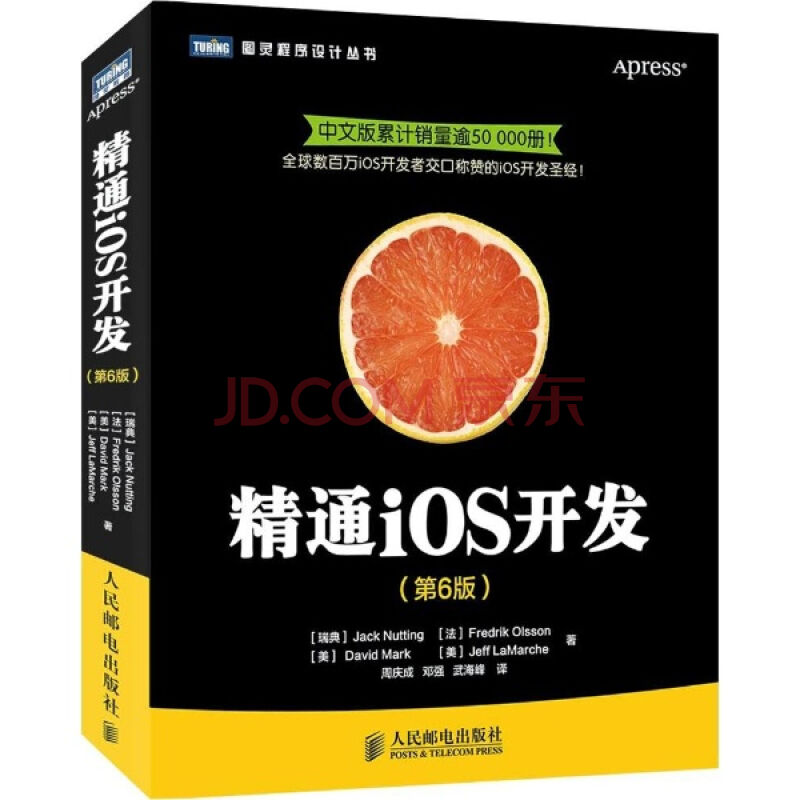 TURING
图灵程序设计丛书
Apress®
中文版累计销量逾50 000册！
全球数百万iOS开发者交口称赞的iOS开发圣经！
JD.COM 京东
精通iOS开发
（第6版）
［瑞典］Jack Nutting ［法］Fredrik Olsson
［美］David Mark ［美］Jeff LaMarche 著
周庆成 邓强 武海峰 译
人民邮电出版社
POSTS & TELECOM PRESS
TURING
Apress®
精通iOS开发
（第6版）
［瑞典］Jack Nutting
［法］Fredrik Olsson
［美］David Mark
［美］Jeff LaMarche
著
人民邮电出版社